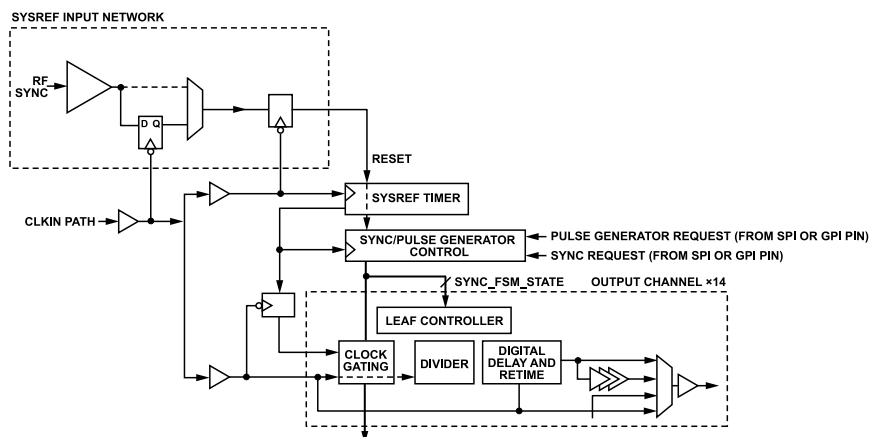 SYSREF INPUT NETWORK
RF
SYNC
D Q
RESET
SYSREF TIMER
CLKIN PATH
SYNC/PULSE GENERATOR
CONTROL
PULSE GENERATOR REQUEST (FROM SPI OR GPI PIN)
SYNC REQUEST (FROM SPI OR GPI PIN)
SYNC_FSM_STATE
OUTPUT CHANNEL ×14
LEAF CONTROLLER
CLOCK
GATING
DIVIDER
DIGITAL
DELAY AND
RETIME